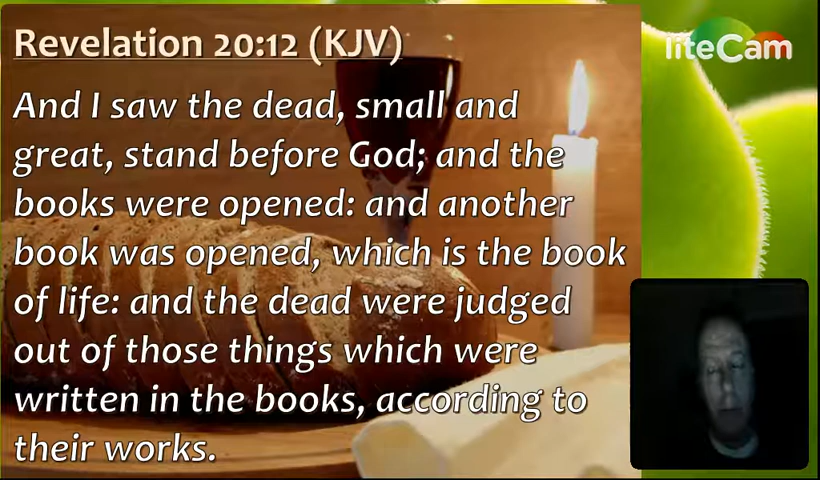 Revelation 20:12 (KJV)
liteCam
And I saw the dead, small and
great, stand before God; and the
books were opened: and another
book was opened, which is the book
of life: and the dead were judged
out of those things which were
written in the books, according to
their works.